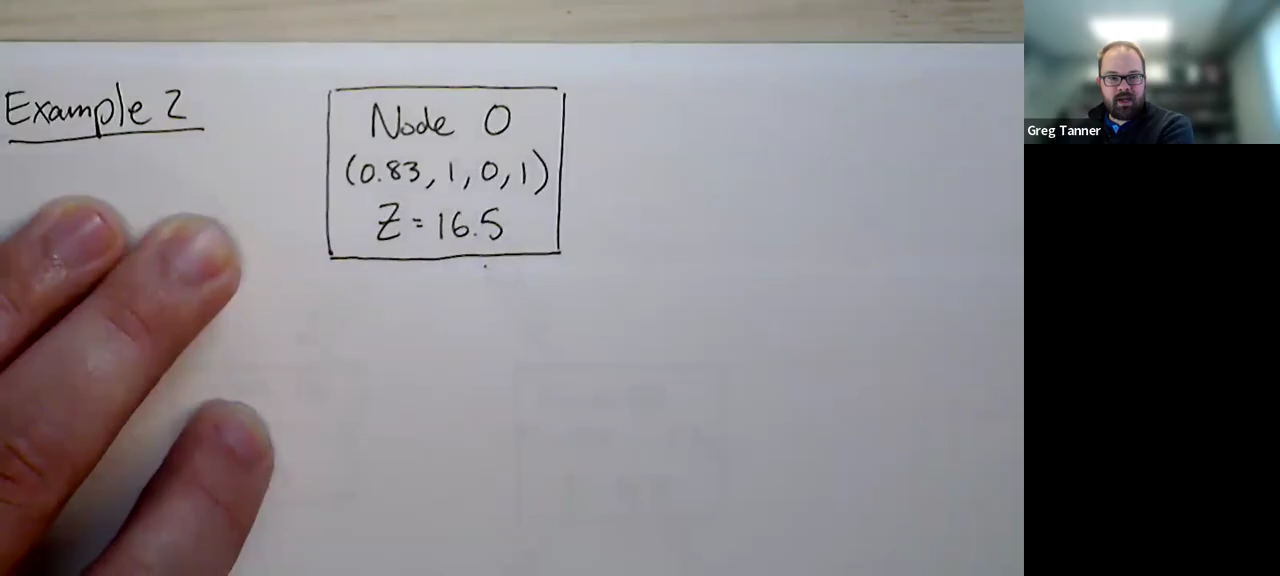 Example 2
Node 0
(0.83, 1, 0, 1)
Z = 16.5
Greg Tanner